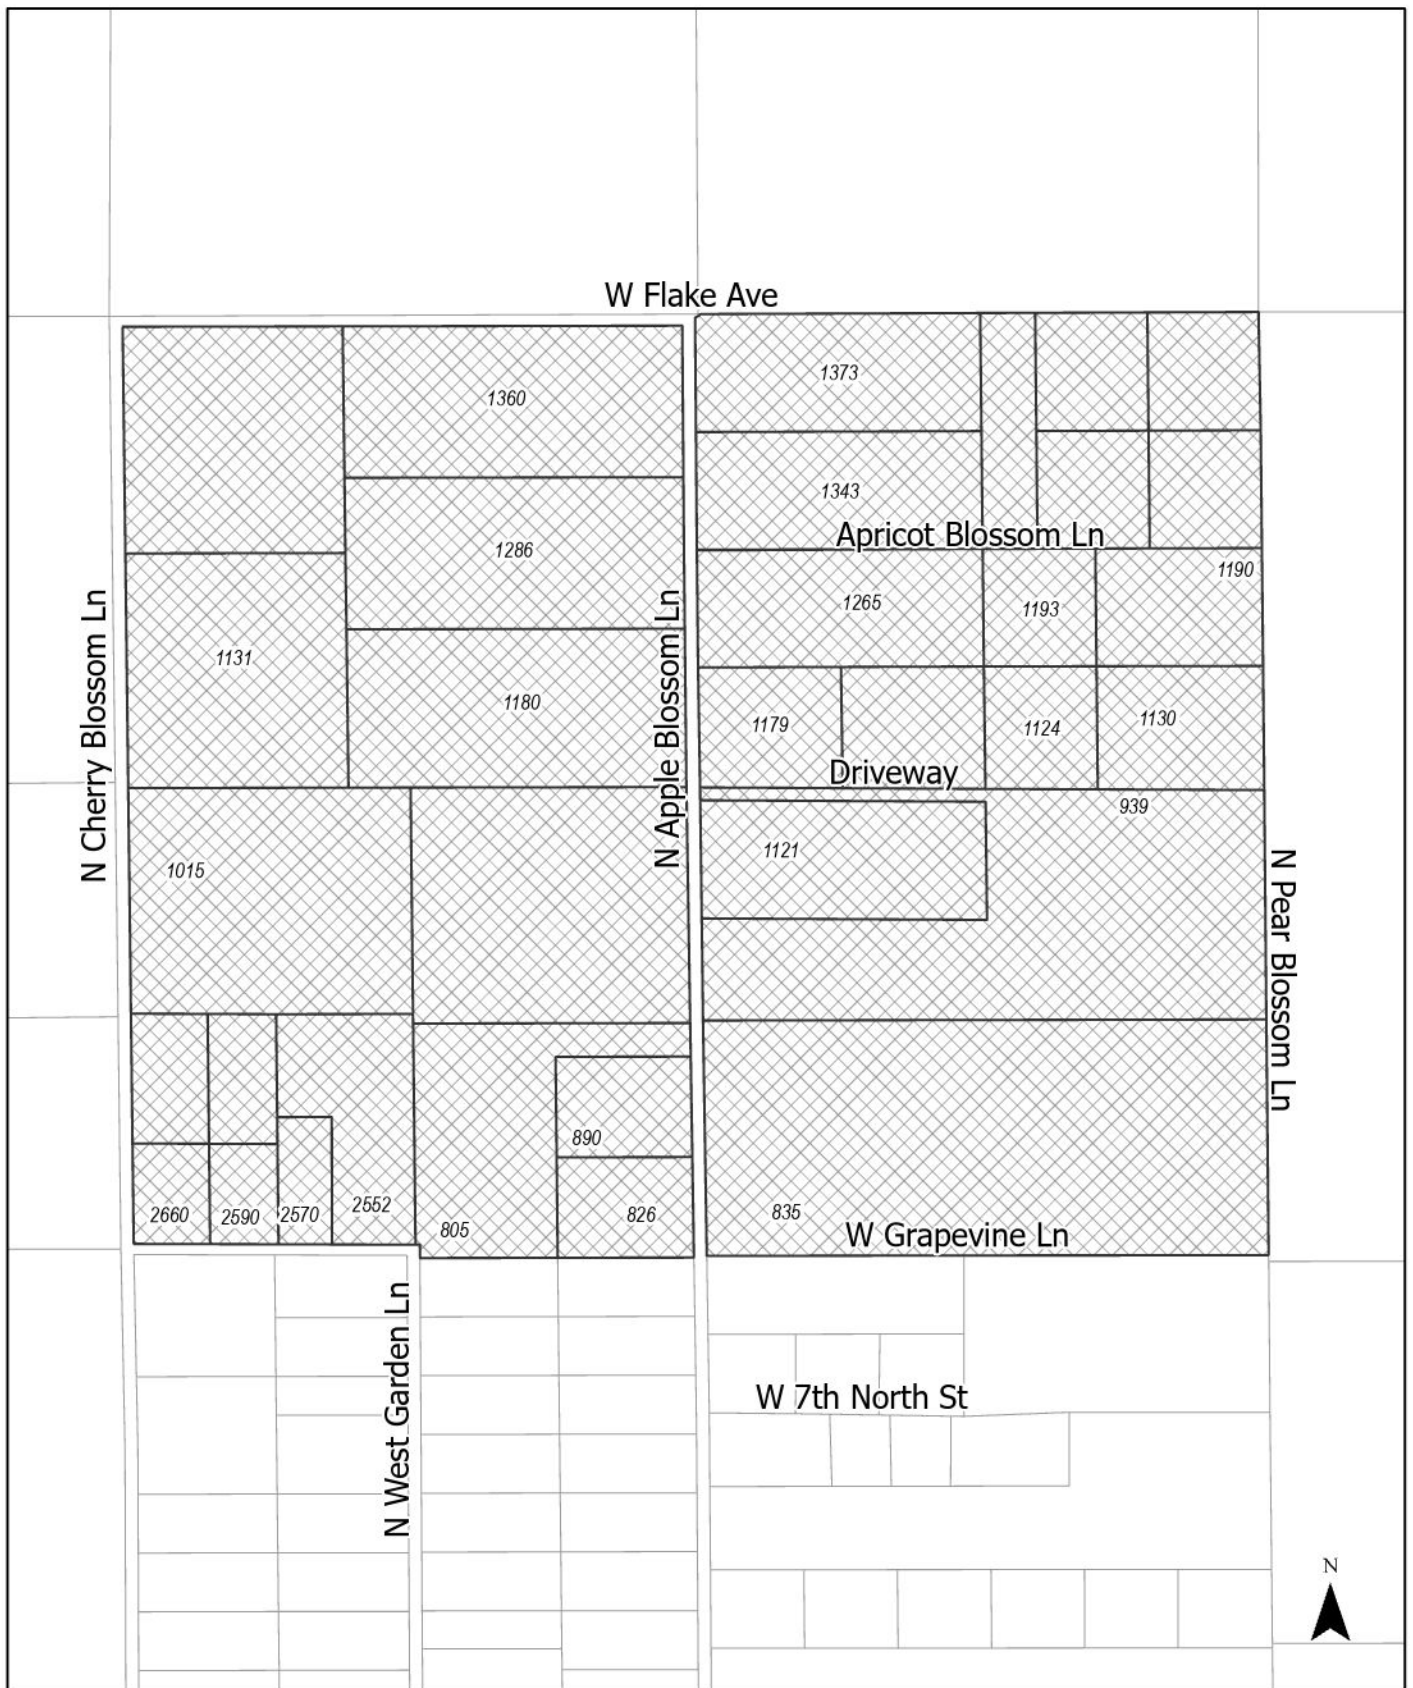 W Flake Ave
1373
1360
1343
Apricot Blossom Ln
1286
1190
1265
1193
N Cherry Blossom Ln
N Apple Blossom Ln
1131
1180
1179
1124
1130
Driveway
939
1121
1015
N Pear Blossom Ln
890
2660
2590
2570
2552
805
826
835
W Grapevine Ln
N West Garden Ln
W 7th North St
N